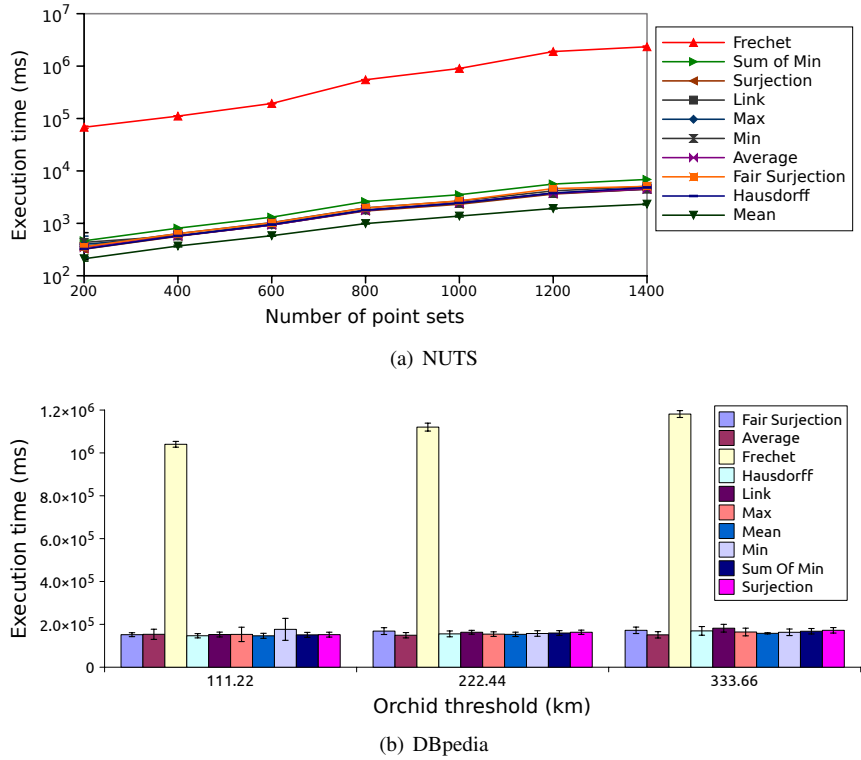 Execution time (ms)
10^7
10^6
10^5
10^4
10^3
10^2
200 400 600 800 1000 1200 1400
Number of point sets
Frechet
Sum of Min
Surjection
Link
Max
Min
Average
Fair Surjection
Hausdorff
Mean
(a) NUTS
Execution time (ms)
1.2×10^6
10^6
8.0×10^5
6.0×10^5
4.0×10^5
2.0×10^5
0
111.22 222.44 333.66
Orchid threshold (km)
Fair Surjection
Average
Frechet
Hausdorff
Link
Max
Mean
Min
Sum Of Min
Surjection
(b) DBpedia